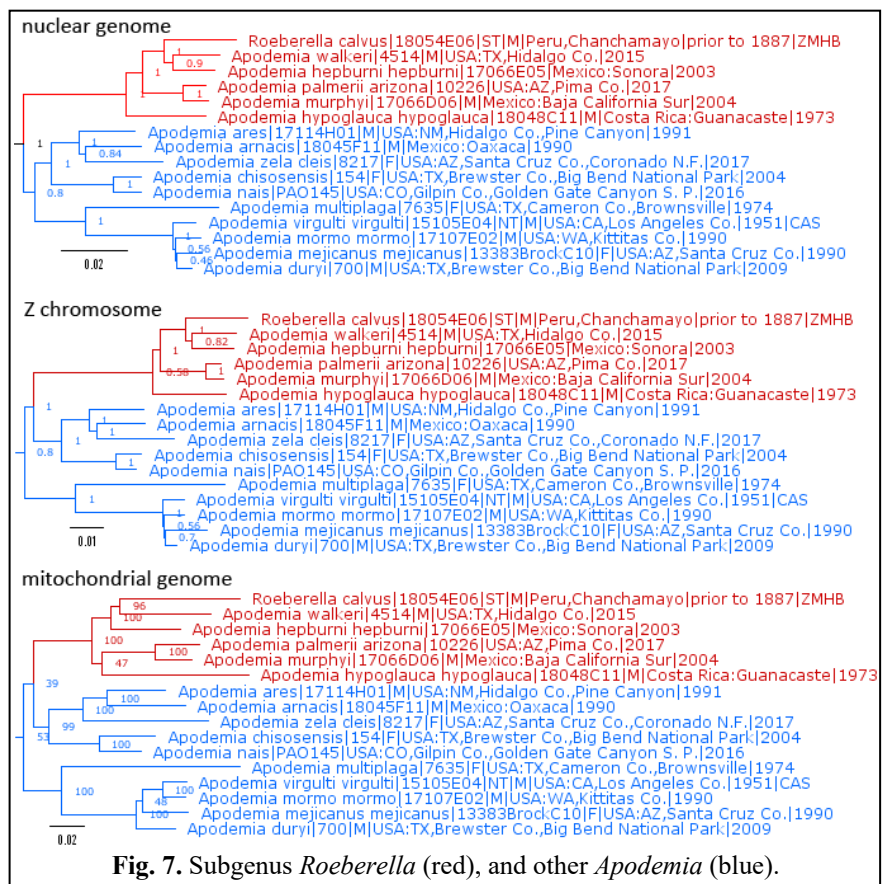 nuclear genome
Roeberella calvus|18054E06|ST|M|Peru,Chanchamayo|prior to 1887|ZMHB
1
Apodemia walkeri|4514|M|USA:TX,Hidalgo Co.|2015
0.9
Apodemia hepburni hepburni|17066E05|Mexico:Sonora|2003
1
Apodemia palmerii arizona|10226|USA:AZ,Pima Co.|2017
1
1
Apodemia murphyi|17066D06|M|Mexico:Baja California Sur|2004
Apodemia hypoglauca hypoglauca|18048C11|M|Costa Rica:Guanacaste|1973
Apodemia ares|17114H01|M|USA:NM,Hidalgo Co.,Pine Canyon|1991
1
Apodemia arnacis|18045F11|M|Mexico:Oaxaca|1990
1
0.84
Apodemia zela cleis|8217|F|USA:AZ,Santa Cruz Co.,Coronado N.F.|2017
Apodemia chisosensis|154|F|USA:TX,Brewster Co.,Big Bend National Park|2004
1
0.8
Apodemia nais|PAO145|USA:CO,Gilpin Co.,Golden Gate Canyon S. P.|2016
Apodemia multiplaga|7635|F|USA:TX,Cameron Co.,Brownsville|1974
1
Apodemia virgulti virgulti|15105E04|NT|M|USA:CA,Los Angeles Co.|1951|CAS
1
Apodemia mormo mormo|17107E02|M|USA:WA,Kittitas Co.|1990
0.56
Apodemia mejicanus mejicanus|13383BrockC10|F|USA:AZ,Santa Cruz Co.|1990
0.46
Apodemia duryi|700|M|USA:TX,Brewster Co.,Big Bend National Park|2009
0.02
Z chromosome
Roeberella calvus|18054E06|ST|M|Peru,Chanchamayo|prior to 1887|ZMHB
1
Apodemia walkeri|4514|M|USA:TX,Hidalgo Co.|2015
0.82
Apodemia hepburni hepburni|17066E05|Mexico:Sonora|2003
1
Apodemia palmerii arizona|10226|USA:AZ,Pima Co.|2017
0.58
1
Apodemia murphyi|17066D06|M|Mexico:Baja California Sur|2004
Apodemia hypoglauca hypoglauca|18048C11|M|Costa Rica:Guanacaste|1973
1
Apodemia ares|17114H01|M|USA:NM,Hidalgo Co.,Pine Canyon|1991
1
Apodemia arnacis|18045F11|M|Mexico:Oaxaca|1990
1
1
Apodemia zela cleis|8217|F|USA:AZ,Santa Cruz Co.,Coronado N.F.|2017
0.8
Apodemia chisosensis|154|F|USA:TX,Brewster Co.,Big Bend National Park|2004
1
Apodemia nais|PAO145|USA:CO,Gilpin Co.,Golden Gate Canyon S. P.|2016
Apodemia multiplaga|7635|F|USA:TX,Cameron Co.,Brownsville|1974
1
Apodemia virgulti virgulti|15105E04|NT|M|USA:CA,Los Angeles Co.|1951|CAS
1
Apodemia mormo mormo|17107E02|M|USA:WA,Kittitas Co.|1990
0.56
Apodemia mejicanus mejicanus|13383BrockC10|F|USA:AZ,Santa Cruz Co.|1990
0.7
Apodemia duryi|700|M|USA:TX,Brewster Co.,Big Bend National Park|2009
0.01
mitochondrial genome
Roeberella calvus|18054E06|ST|M|Peru,Chanchamayo|prior to 1887|ZMHB
96
Apodemia walkeri|4514|M|USA:TX,Hidalgo Co.|2015
100
Apodemia hepburni hepburni|17066E05|Mexico:Sonora|2003
100
Apodemia palmerii arizona|10226|USA:AZ,Pima Co.|2017
100
47
Apodemia murphyi|17066D06|M|Mexico:Baja California Sur|2004
Apodemia hypoglauca hypoglauca|18048C11|M|Costa Rica:Guanacaste|1973
39
Apodemia ares|17114H01|M|USA:NM,Hidalgo Co.,Pine Canyon|1991
100
Apodemia arnacis|18045F11|M|Mexico:Oaxaca|1990
100
99
Apodemia zela cleis|8217|F|USA:AZ,Santa Cruz Co.,Coronado N.F.|2017
53
Apodemia chisosensis|154|F|USA:TX,Brewster Co.,Big Bend National Park|2004
100
Apodemia nais|PAO145|USA:CO,Gilpin Co.,Golden Gate Canyon S. P.|2016
Apodemia multiplaga|7635|F|USA:TX,Cameron Co.,Brownsville|1974
100
Apodemia virgulti virgulti|15105E04|NT|M|USA:CA,Los Angeles Co.|1951|CAS
100
Apodemia mormo mormo|17107E02|M|USA:WA,Kittitas Co.|1990
48
Apodemia mejicanus mejicanus|13383BrockC10|F|USA:AZ,Santa Cruz Co.|1990
100
Apodemia duryi|700|M|USA:TX,Brewster Co.,Big Bend National Park|2009
0.02
Fig. 7. Subgenus Roeberella (red), and other Apodemia (blue).